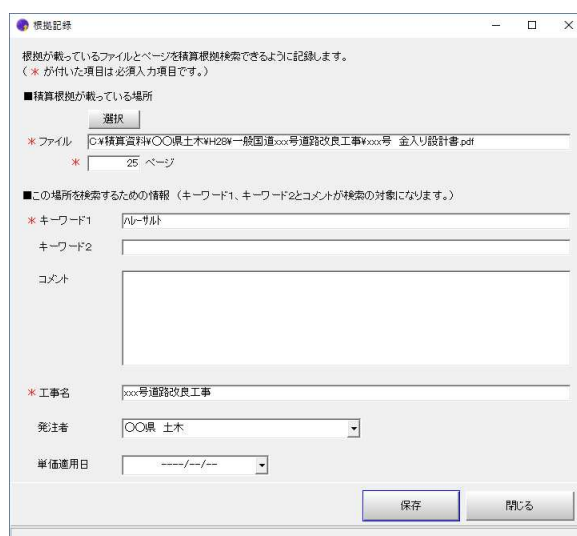 根拠記録
根拠が載っているファイルとページを積算根拠検索できるように記録します。
（ * が付いた項目は必須入力項目です。）
■積算根拠が載っている場所
選択
* ファイル C:¥積算資料¥〇〇県土木¥H28¥一般国道xxx号道路改良工事¥xxx号 金入り設計書.pdf
* 25 ページ
■この場所を検索するための情報（キーワード1、キーワード2とコメントが検索の対象になります。）
* キーワード1 ハレーサルト
キーワード2
コメント
* 工事名 xxx号道路改良工事
発注者 〇〇県 土木
単価適用日 ----/--/--
保存 閉じる